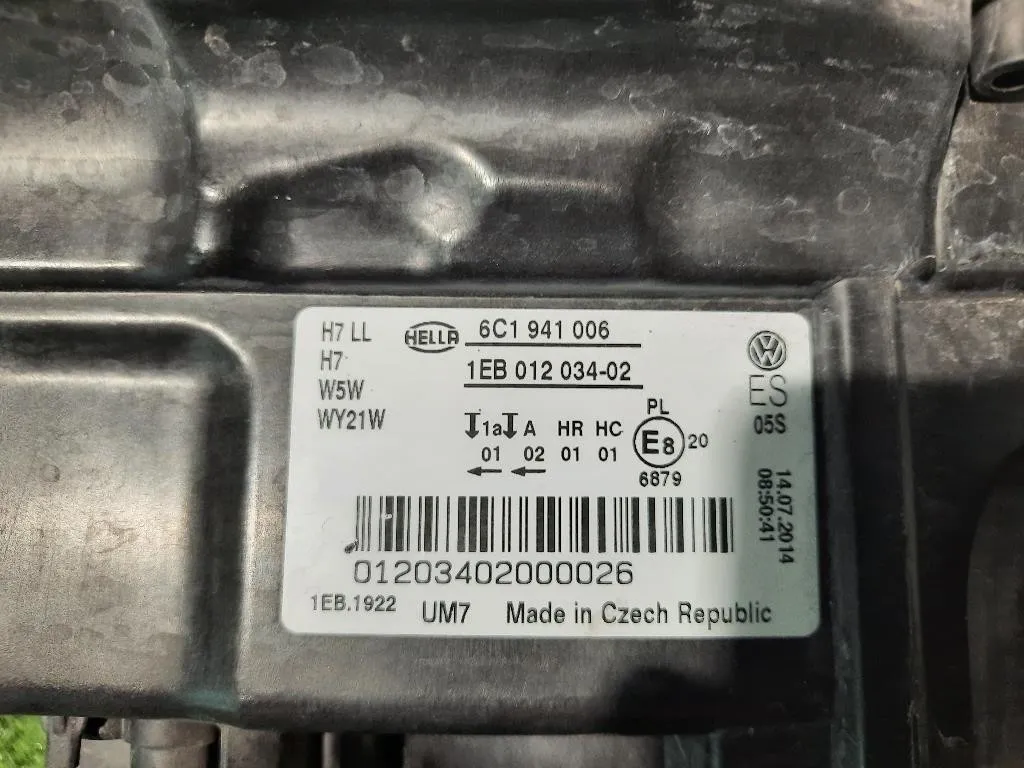 H7 LL
H7
W5W
WY21W
HELLA
6C1 941 006
1EB 012 034-02
1a A HR HC
01 02 01 01
PL
E8 20
6879
VW
ES
05S
14.07.2014
08:50:41
01203402000026
1EB.1922 UM7 Made in Czech Republic